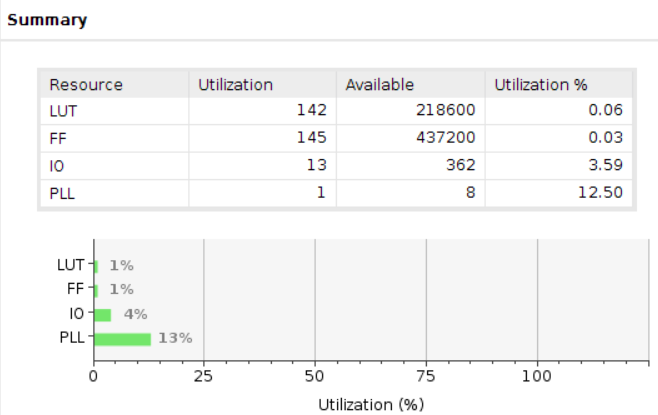 Summary
Resource Utilization Available Utilization %
LUT 142 218600 0.06
FF 145 437200 0.03
IO 13 362 3.59
PLL 1 8 12.50
LUT 1%
FF 1%
IO 4%
PLL 13%
0 25 50 75 100
Utilization (%)